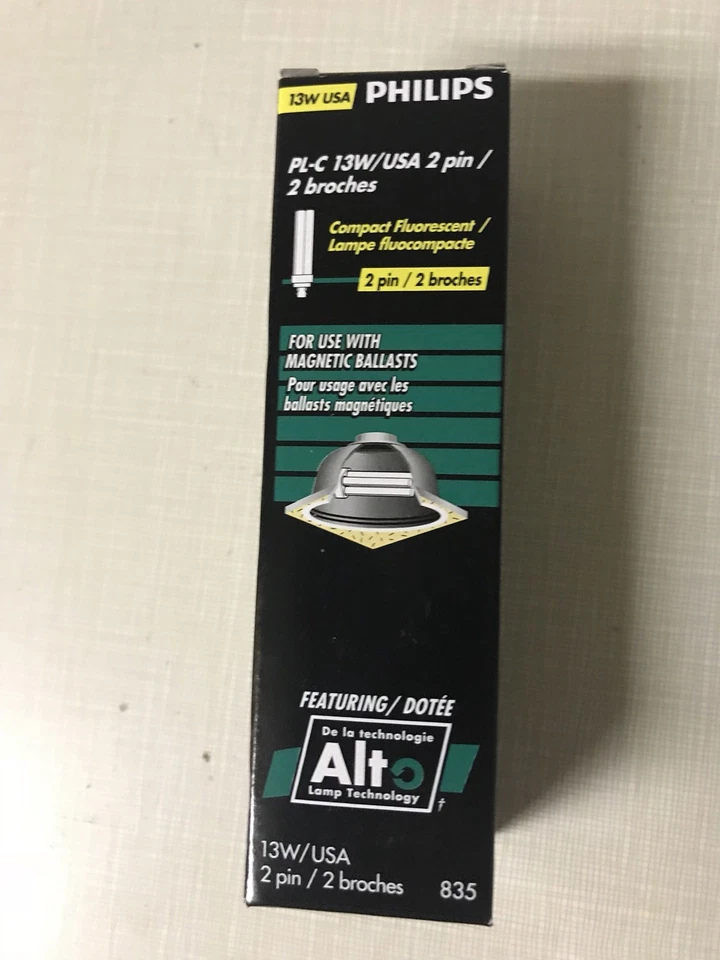 13W USA PHILIPS
PL-C 13W/USA 2 pin /
2 broches
Compact Fluorescent /
Lampe fluocompacte
2 pin / 2 broches
FOR USE WITH
MAGNETIC BALLASTS
Pour usage avec les
ballasts magnétiques
FEATURING/ DOTÉE
De la technologie
Alto
Lamp Technology
†
13W/USA
2 pin / 2 broches 835